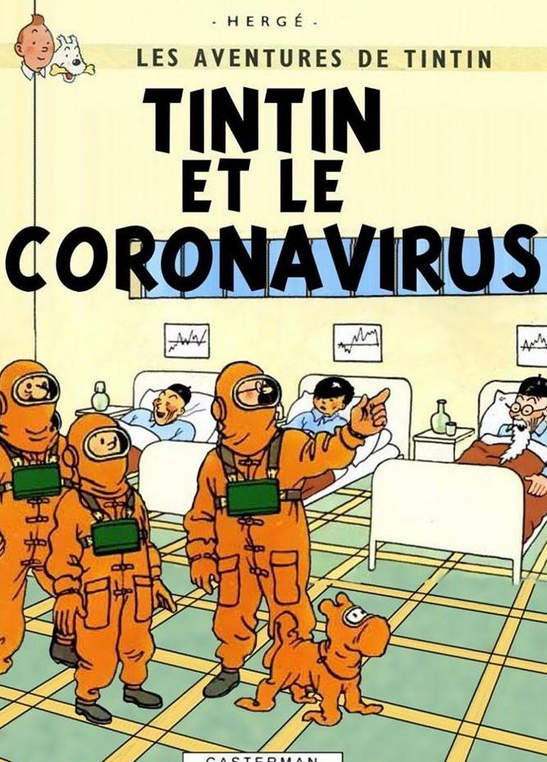 - HERGÉ -
LES AVENTURES DE TINTIN
TINTIN
ET LE
CORONAVIRUS
CASTERMAN